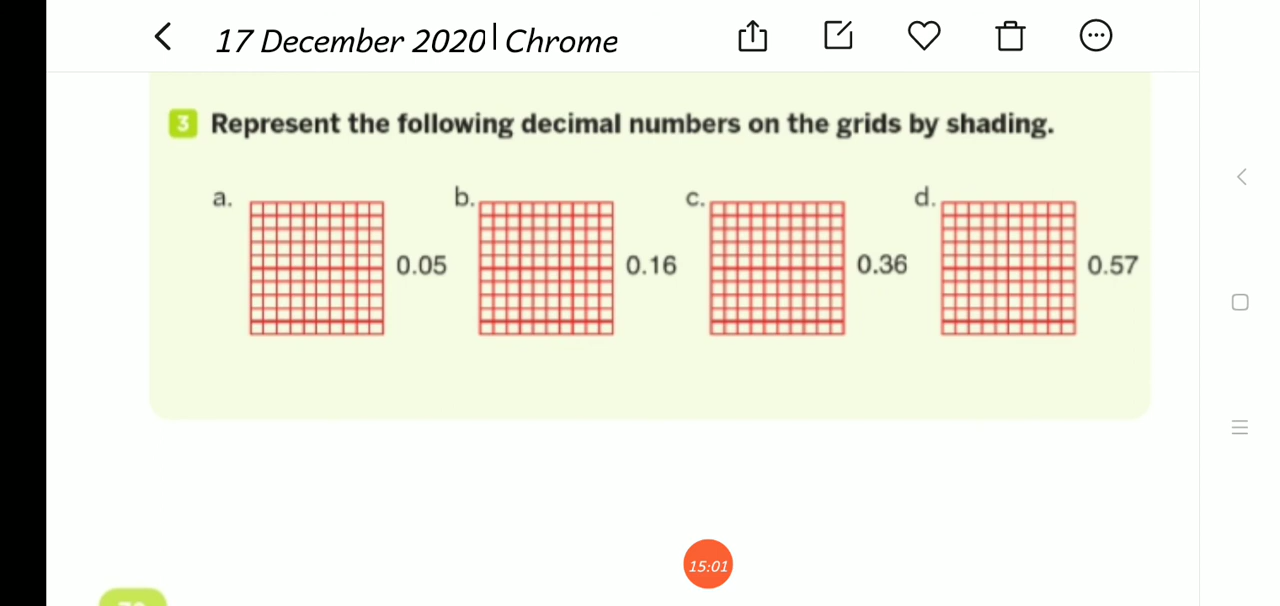 17 December 2020 | Chrome
3 Represent the following decimal numbers on the grids by shading.
a. 0.05 b. 0.16 c. 0.36 d. 0.57
15:01